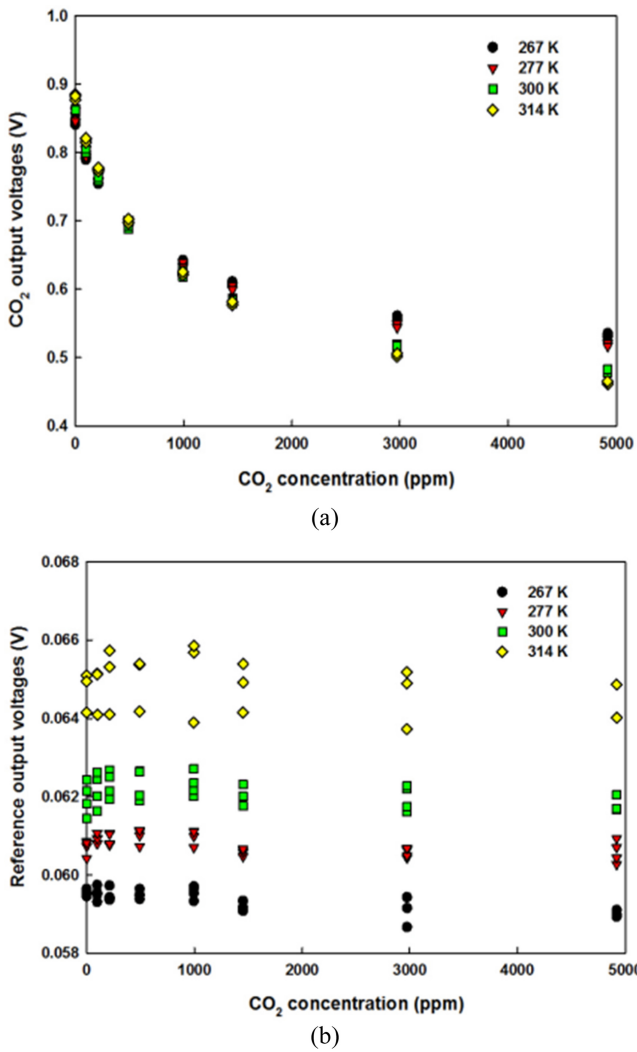 1.0
0.9
0.8
0.7
0.6
0.5
0.4
CO2 output voltages (V)
267 K
277 K
300 K
314 K
0 1000 2000 3000 4000 5000
CO2 concentration (ppm)
(a)
0.068
0.066
0.064
0.062
0.060
0.058
Reference output voltages (V)
267 K
277 K
300 K
314 K
0 1000 2000 3000 4000 5000
CO2 concentration (ppm)
(b)